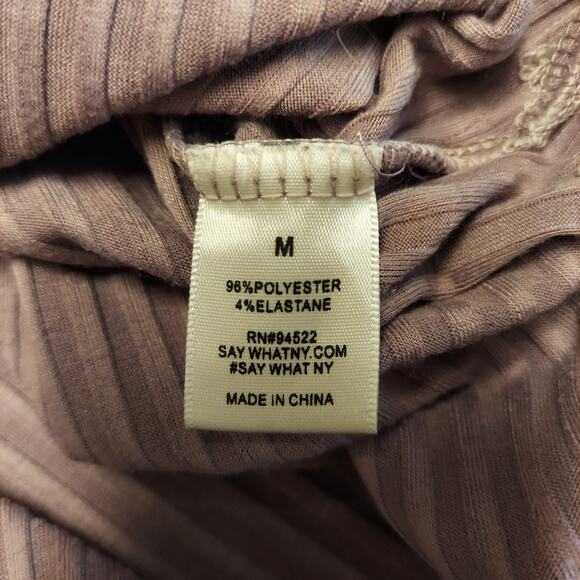 M
96%POLYESTER
4%ELASTANE
RN#94522
SAY WHATNY.COM
#SAY WHAT NY
MADE IN CHINA